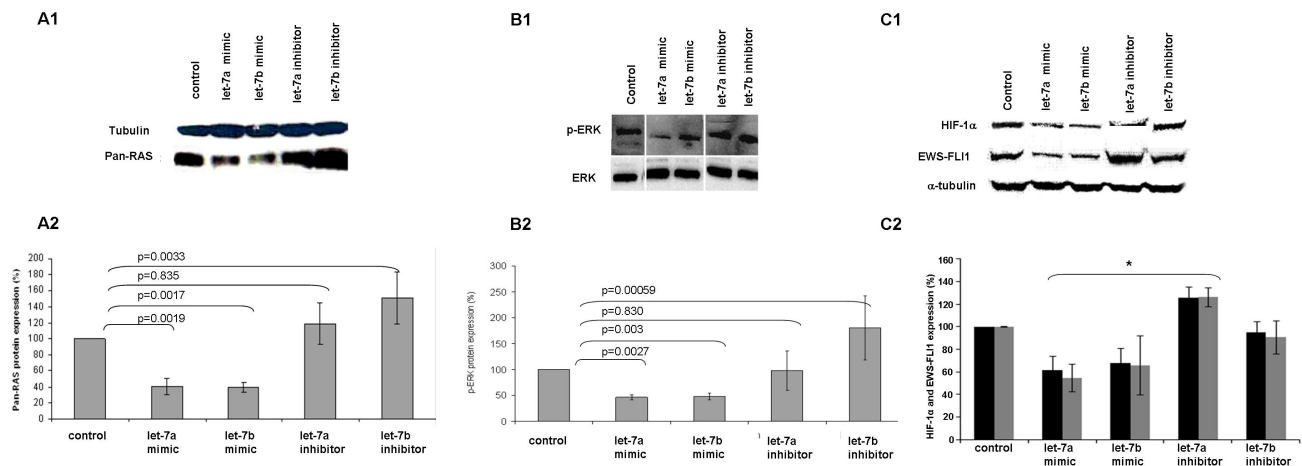 A1
control
let-7a mimic
let-7b mimic
let-7a inhibitor
let-7b inhibitor
Tubulin
Pan-RAS
B1
Control
let-7a mimic
let-7b mimic
let-7a inhibitor
let-7b inhibitor
p-ERK
ERK
C1
Control
let-7a mimic
let-7b mimic
let-7a inhibitor
let-7b inhibitor
HIF-1α
EWS-FLI1
α-tubulin
A2
Pan-RAS protein expression (%)
200
180
160
140
120
100
80
60
40
20
0
p=0.0033
p=0.835
p=0.0017
p=0.0019
control
let-7a mimic
let-7b mimic
let-7a inhibitor
let-7b inhibitor
B2
p-ERK protein expression (%)
300
250
200
150
100
50
0
p=0.00059
p=0.830
p=0.003
p=0.0027
control
let-7a mimic
let-7b mimic
let-7a inhibitor
let-7b inhibitor
C2
HIF-1α and EWS-FLI1 expression (%)
160
140
120
100
80
60
40
20
0
*
control
let-7a mimic
let-7b mimic
let-7a inhibitor
let-7b inhibitor